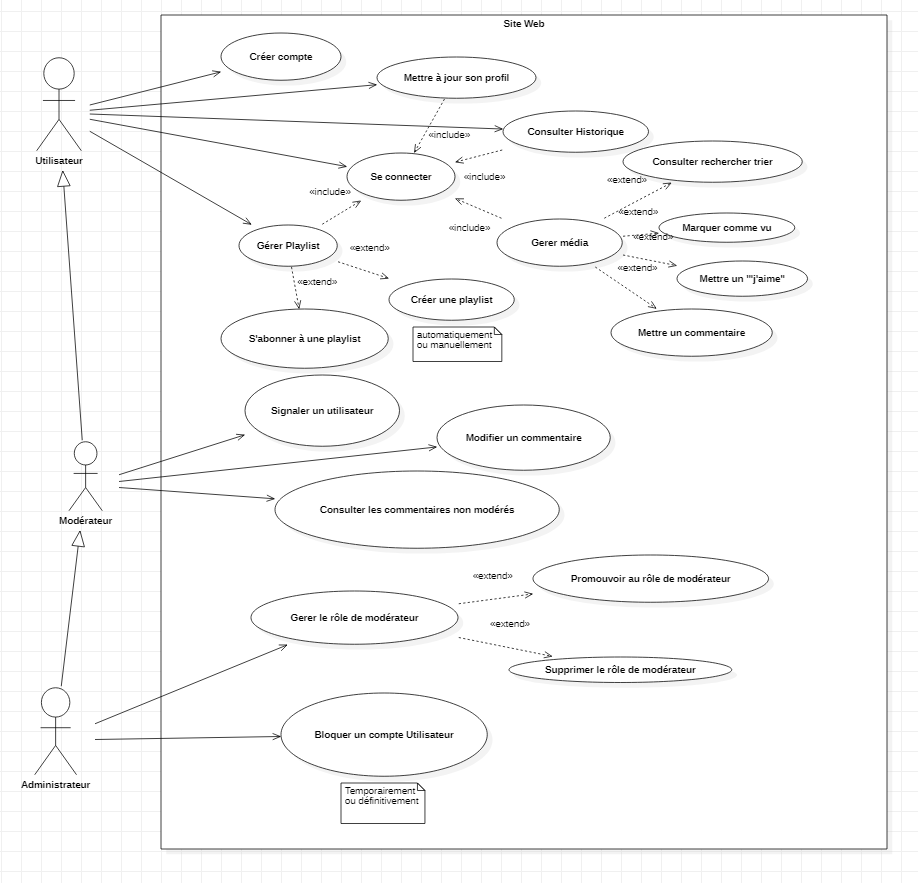 Site Web
Créer compte
Mettre à jour son profil
Consulter Historique
«include»
Consulter rechercher trier
Se connecter
«include»
«extend»
Utilisateur
«include»
«extend»
«include»
Marquer comme vu
«extend»
Gérer Playlist
«extend»
Gerer média
«extend»
Mettre un "'j'aime"
«extend»
Créer une playlist
S'abonner à une playlist
automatiquement
ou manuellement
Mettre un commentaire
Signaler un utilisateur
Modifier un commentaire
Modérateur
Consulter les commentaires non modérés
«extend»
Promouvoir au rôle de modérateur
Gerer le rôle de modérateur
«extend»
Supprimer le rôle de modérateur
Bloquer un compte Utilisateur
Administrateur
Temporairement
ou définitivement